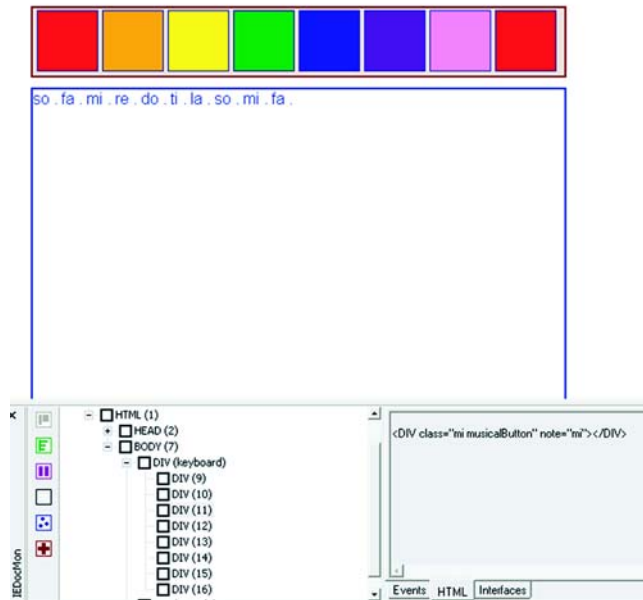 so . fa . mi . re . do . ti . la . so . mi . fa .
HTML (1)
HEAD (2)
BODY (7)
DIV (keyboard)
DIV (9)
DIV (10)
DIV (11)
DIV (12)
DIV (13)
DIV (14)
DIV (15)
DIV (16)
<DIV class="mi musicalButton" note="mi"></DIV>
IEDocMon
Events HTML Interfaces